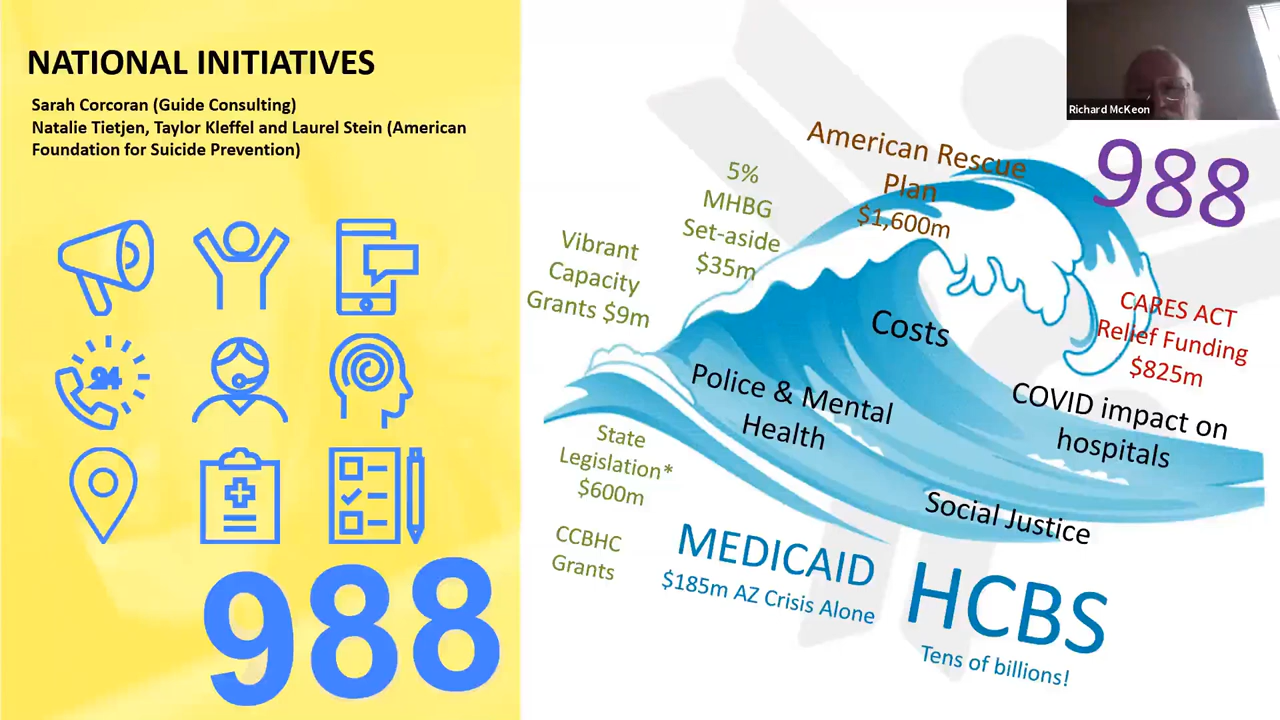 NATIONAL INITIATIVES
Sarah Corcoran (Guide Consulting)
Natalie Tietjen, Taylor Kleffel and Laurel Stein (American
Foundation for Suicide Prevention)
24
988
Richard McKeon
988
American Rescue
Plan
$1,600m
5%
MHBG
Set-aside
$35m
Vibrant
Capacity
Grants $9m
Costs
CARES ACT
Relief Funding
$825m
Police & Mental
Health
COVID impact on
hospitals
State
Legislation*
$600m
Social Justice
CCBHC
Grants
MEDICAID
$185m AZ Crisis Alone
HCBS
Tens of billions!